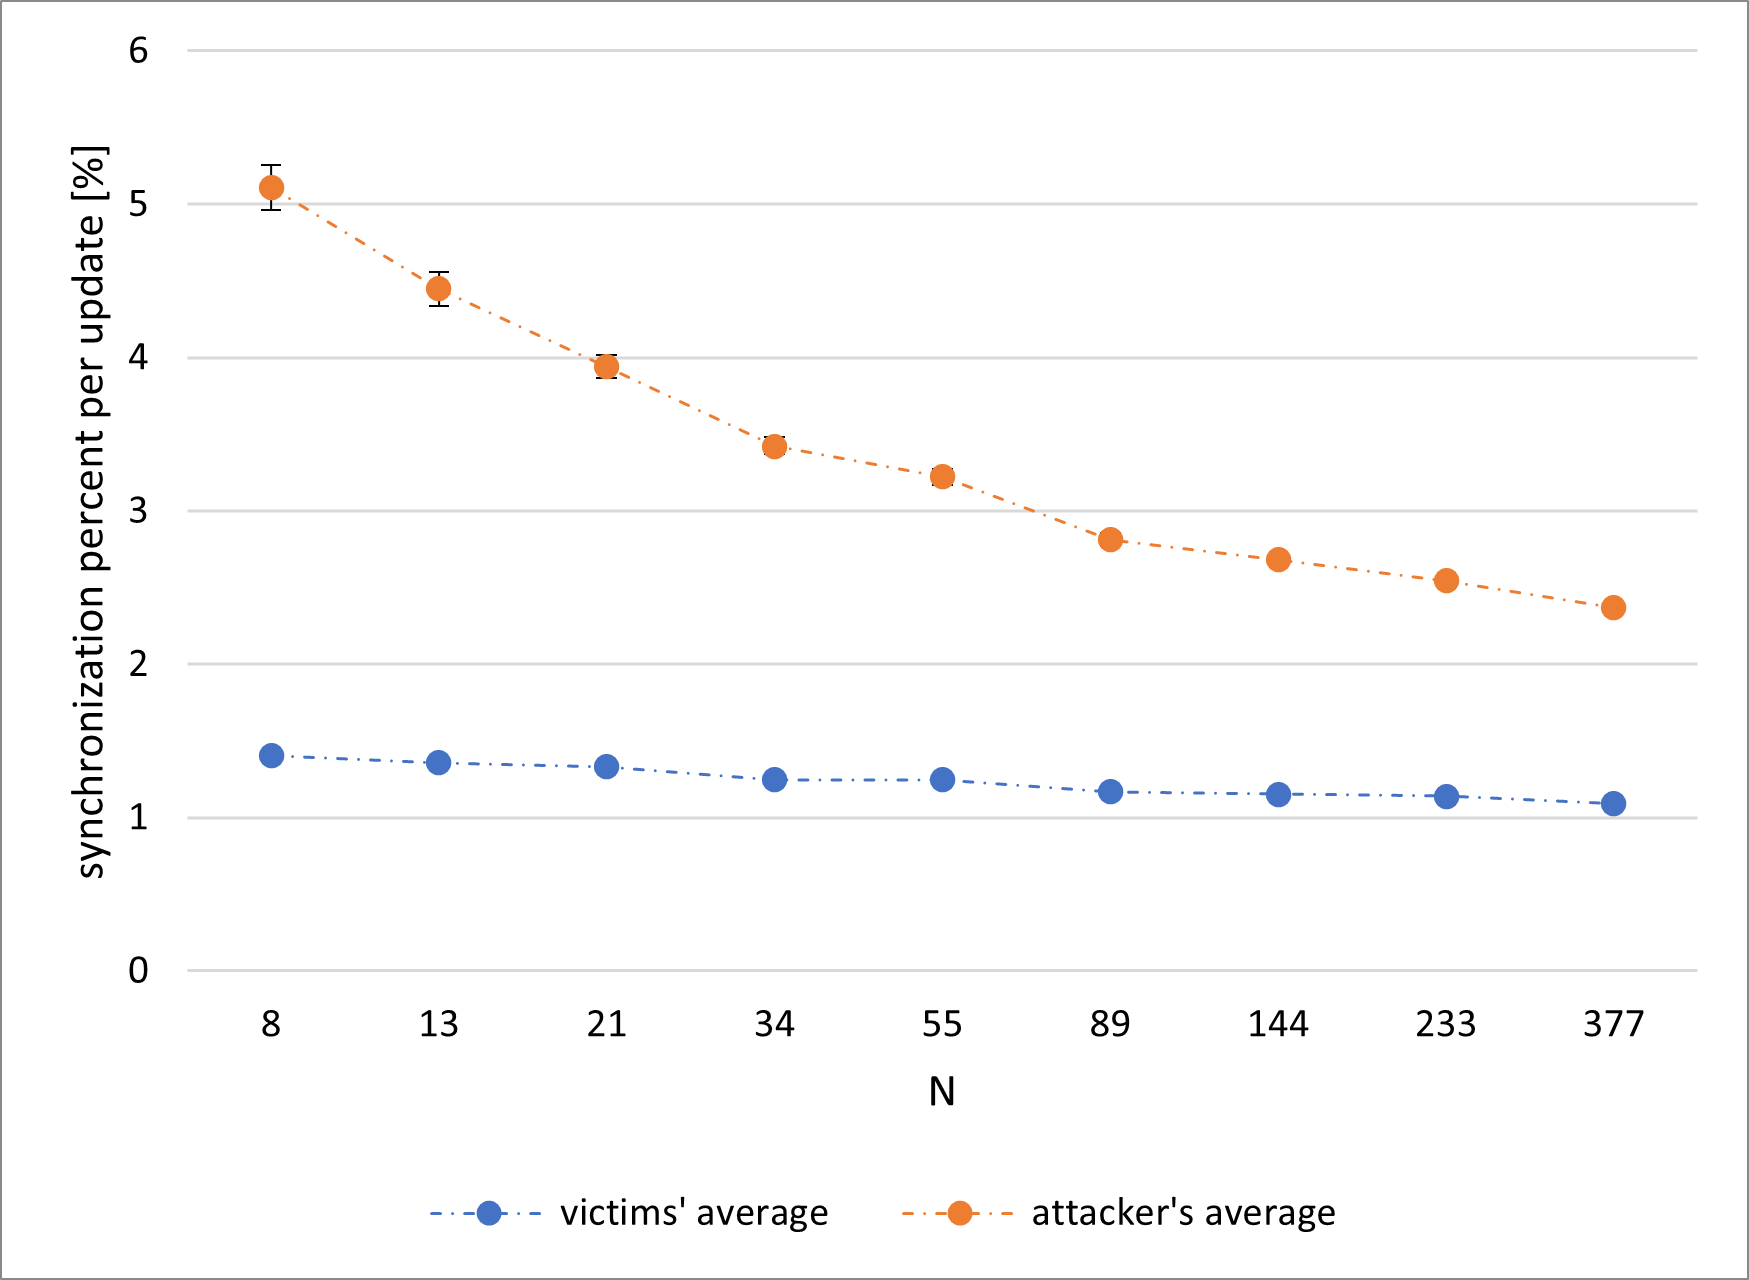 synchronization percent per update [%]
6
5
4
3
2
1
0
8 13 21 34 55 89 144 233 377
N
victims' average attacker's average